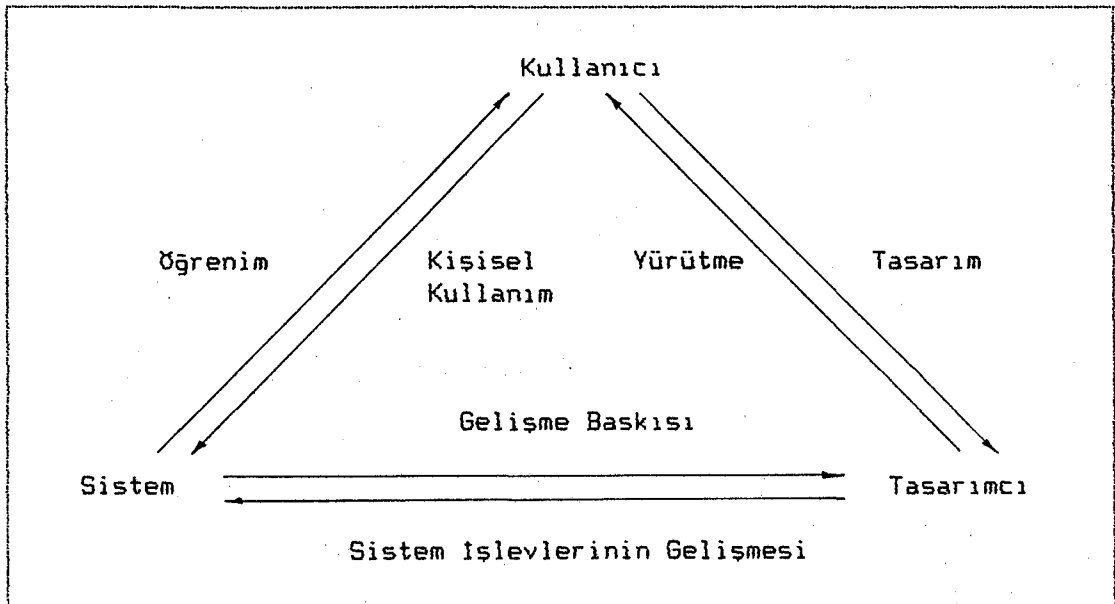 Kullanıcı
Öğrenim
Kişisel
Kullanım
Yürütme
Tasarım
Gelişme Baskısı
Sistem
Tasarımcı
Sistem İşlevlerinin Gelişmesi